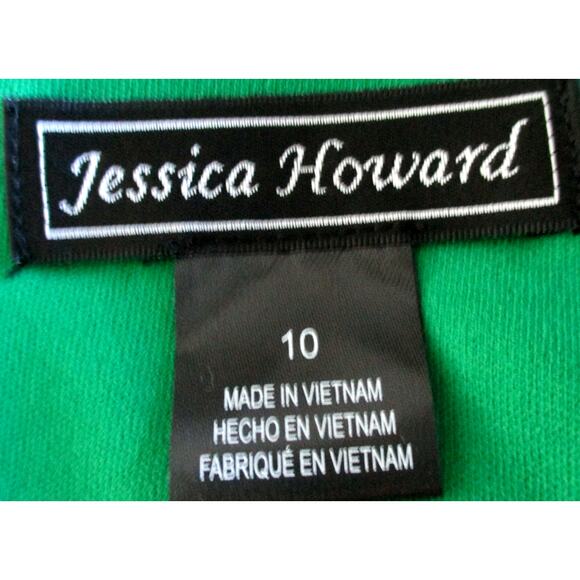 Jessica Howard
10
MADE IN VIETNAM
HECHO EN VIETNAM
FABRIQUÉ EN VIETNAM